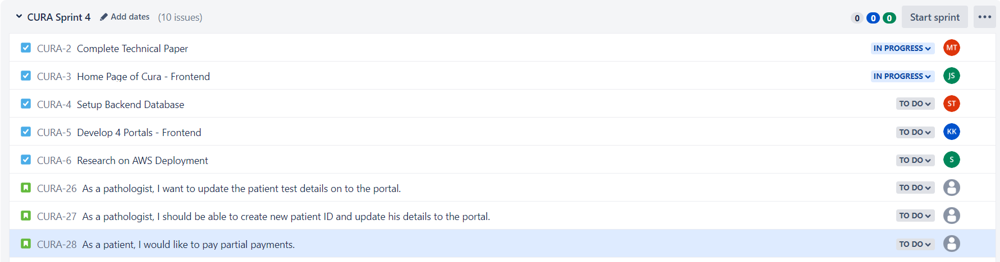 CURA Sprint 4 Add dates (10 issues) 0 0 0 Start sprint
CURA-2 Complete Technical Paper IN PROGRESS MT
CURA-3 Home Page of Cura - Frontend IN PROGRESS JS
CURA-4 Setup Backend Database TO DO ST
CURA-5 Develop 4 Portals - Frontend TO DO KK
CURA-6 Research on AWS Deployment TO DO S
CURA-26 As a pathologist, I want to update the patient test details on to the portal. TO DO
CURA-27 As a pathologist, I should be able to create new patient ID and update his details to the portal. TO DO
CURA-28 As a patient, I would like to pay partial payments. TO DO